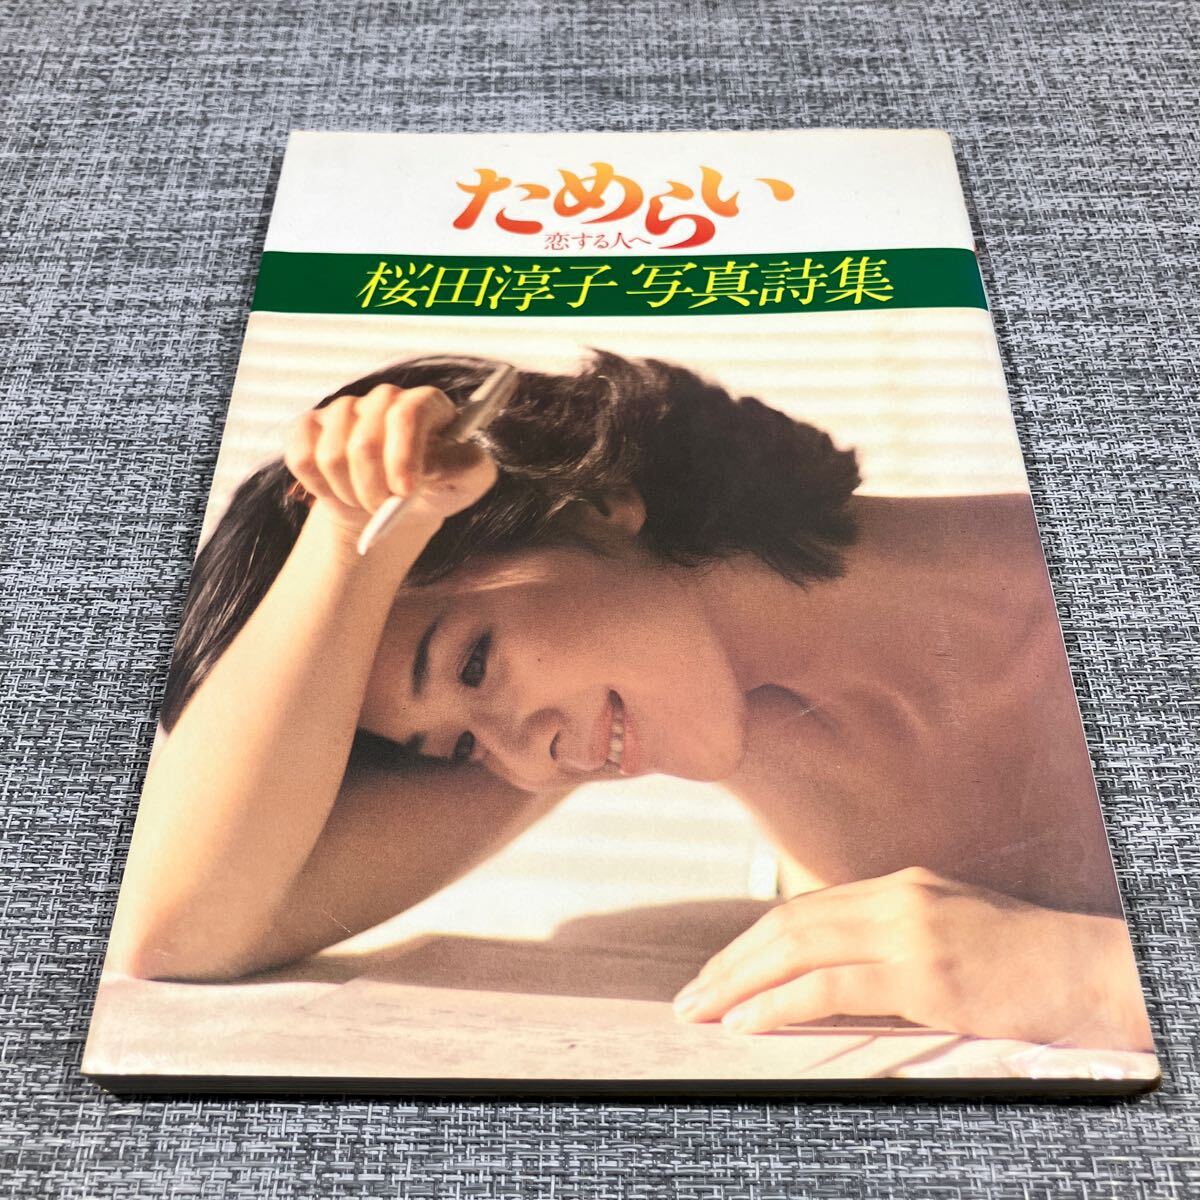 ためらい
恋する人へ
桜田淳子 写真詩集